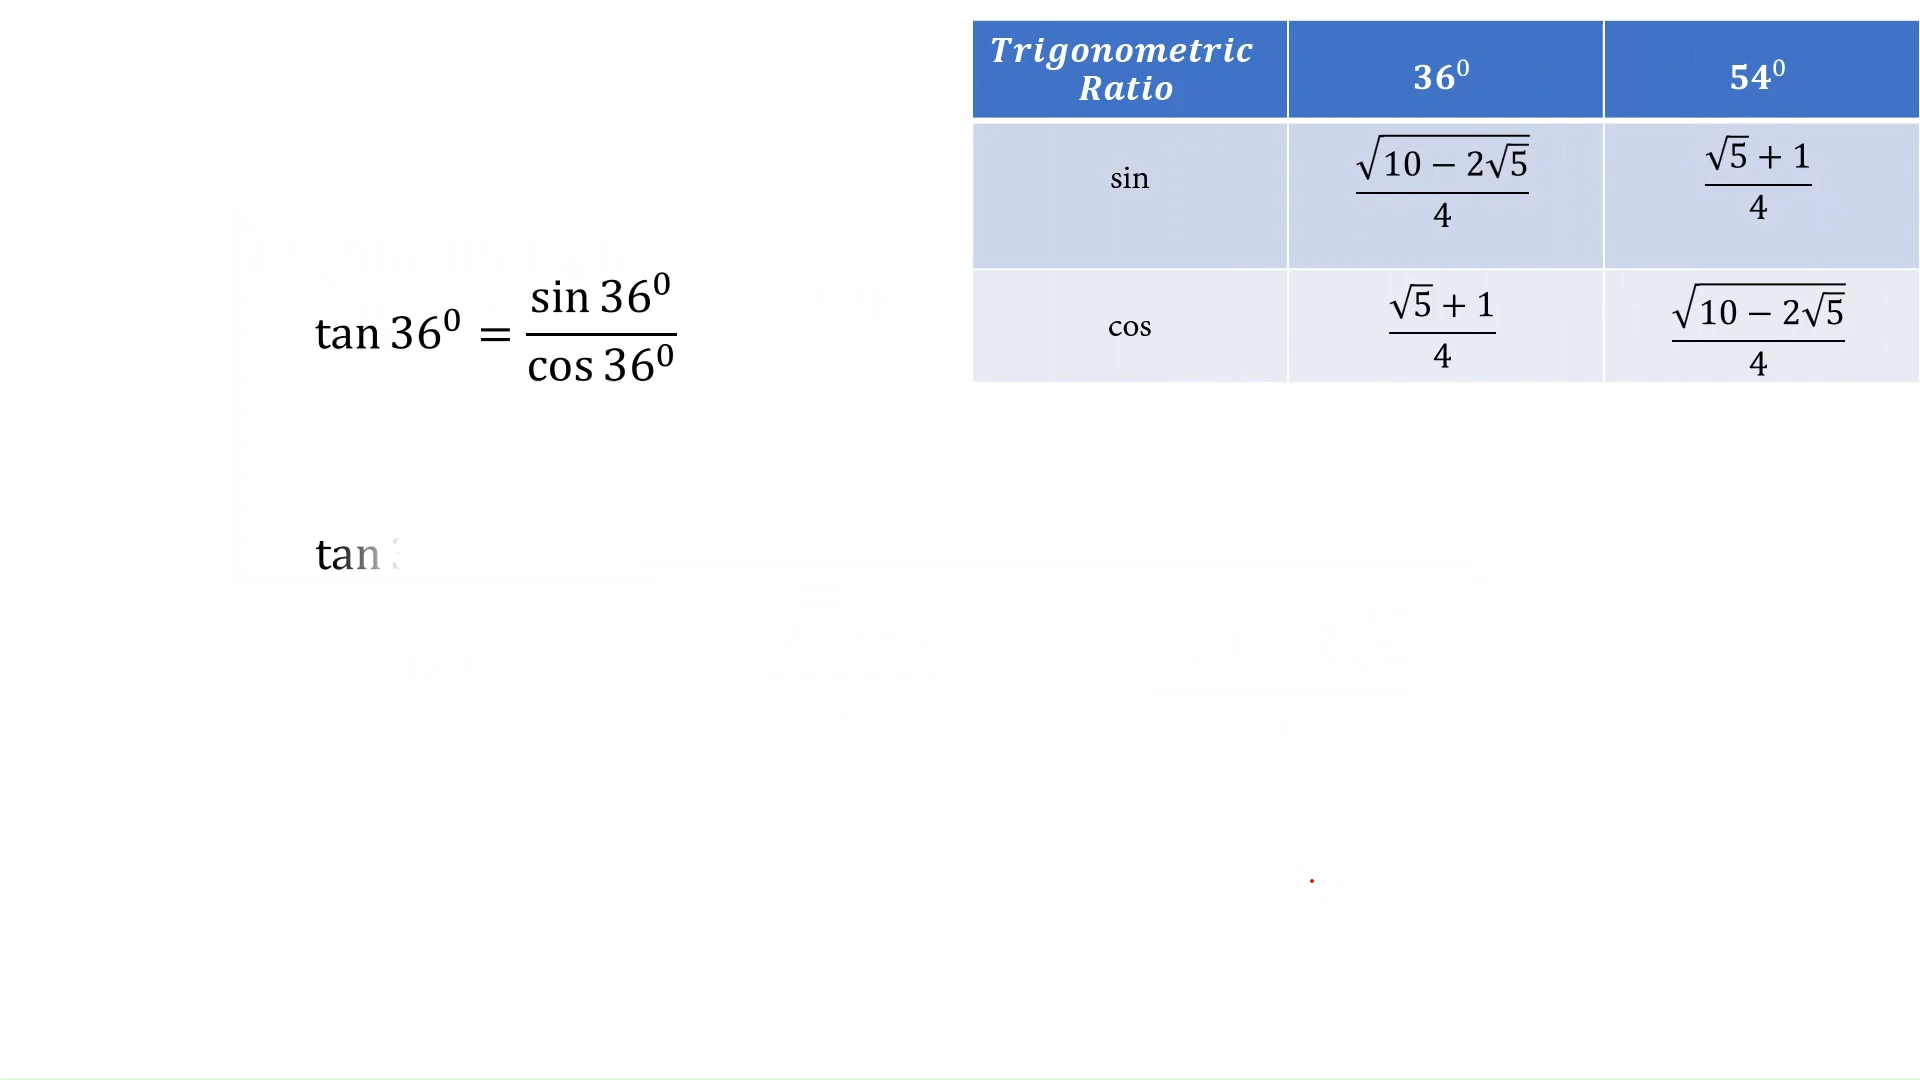 Trigonometric Ratio | 36⁰ | 54⁰
sin | √(10 − 2√5) / 4 | (√5 + 1) / 4
cos | (√5 + 1) / 4 | √(10 − 2√5) / 4
tan 36⁰ = sin 36⁰ / cos 36⁰
tan